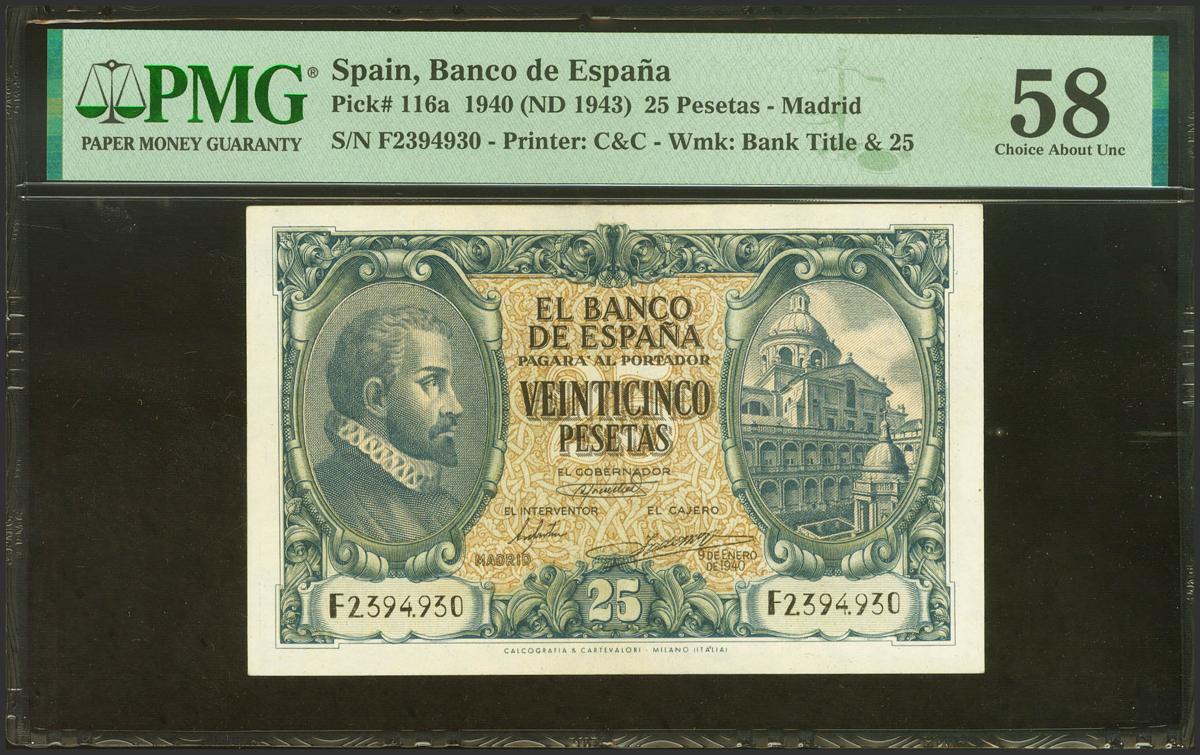 PMG®
PAPER MONEY GUARANTY
Spain, Banco de España
Pick# 116a 1940 (ND 1943) 25 Pesetas - Madrid
S/N F2394930 - Printer: C&C - Wmk: Bank Title & 25
58
Choice About Unc
EL BANCO
DE ESPAÑA
PAGARÁ AL PORTADOR
25
VEINTICINCO
PESETAS
EL GOBERNADOR
EL INTERVENTOR EL CAJERO
MADRID 9 DE ENERO
DE 1940
F2.394.930 25 F2.394.930
CALCOGRAFIA & CARTEVALORI - MILANO (ITALIA)